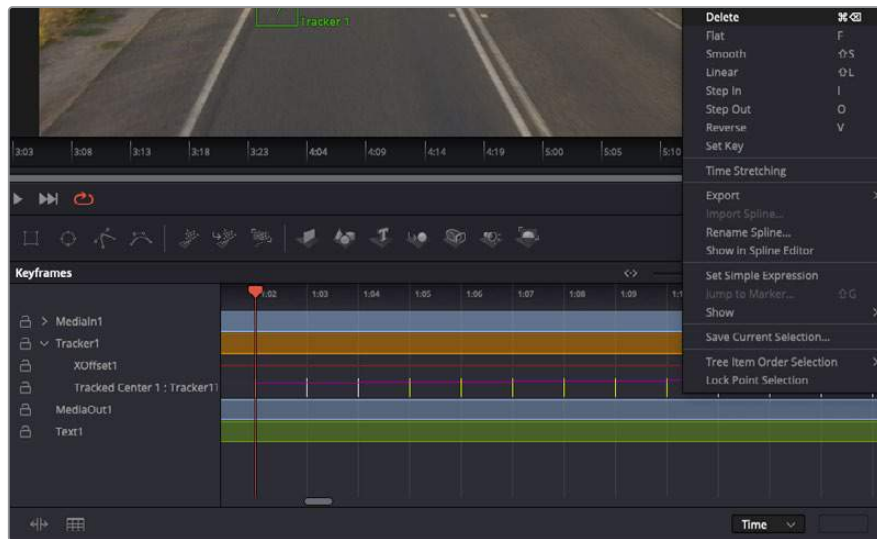 Tracker 1
Delete ⌘⌫
Flat F
Smooth ⇧S
Linear ⇧L
Step In I
Step Out O
Reverse V
Set Key
Time Stretching
Export >
Import Spline...
Rename Spline...
Show in Spline Editor
Set Simple Expression
Jump to Marker... ⇧G
Show >
Save Current Selection...
Tree Item Order Selection >
Lock Point Selection
3:03 3:08 3:13 3:18 3:23 4:04 4:09 4:14 4:19 5:00 5:05 5:10
Keyframes
1:02 1:03 1:04 1:05 1:06 1:07 1:08 1:09
MediaIn1
Tracker1
XOffset1
Tracked Center 1 : Tracker1
MediaOut1
Text1
Time